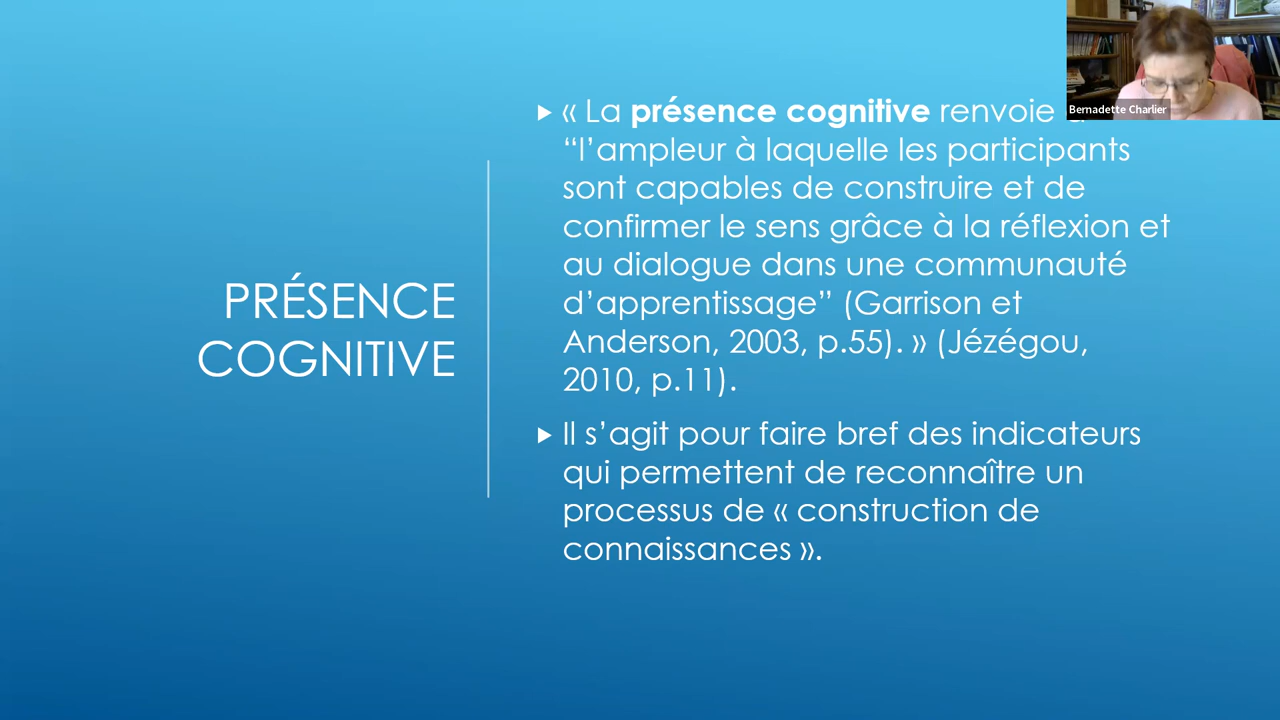 PRÉSENCE
COGNITIVE
« La présence cognitive renvoie
“l’ampleur à laquelle les participants
sont capables de construire et de
confirmer le sens grâce à la réflexion et
au dialogue dans une communauté
d’apprentissage” (Garrison et
Anderson, 2003, p.55). » (Jézégou,
2010, p.11).
Il s’agit pour faire bref des indicateurs
qui permettent de reconnaître un
processus de « construction de
connaissances ».
Bernadette Charlier